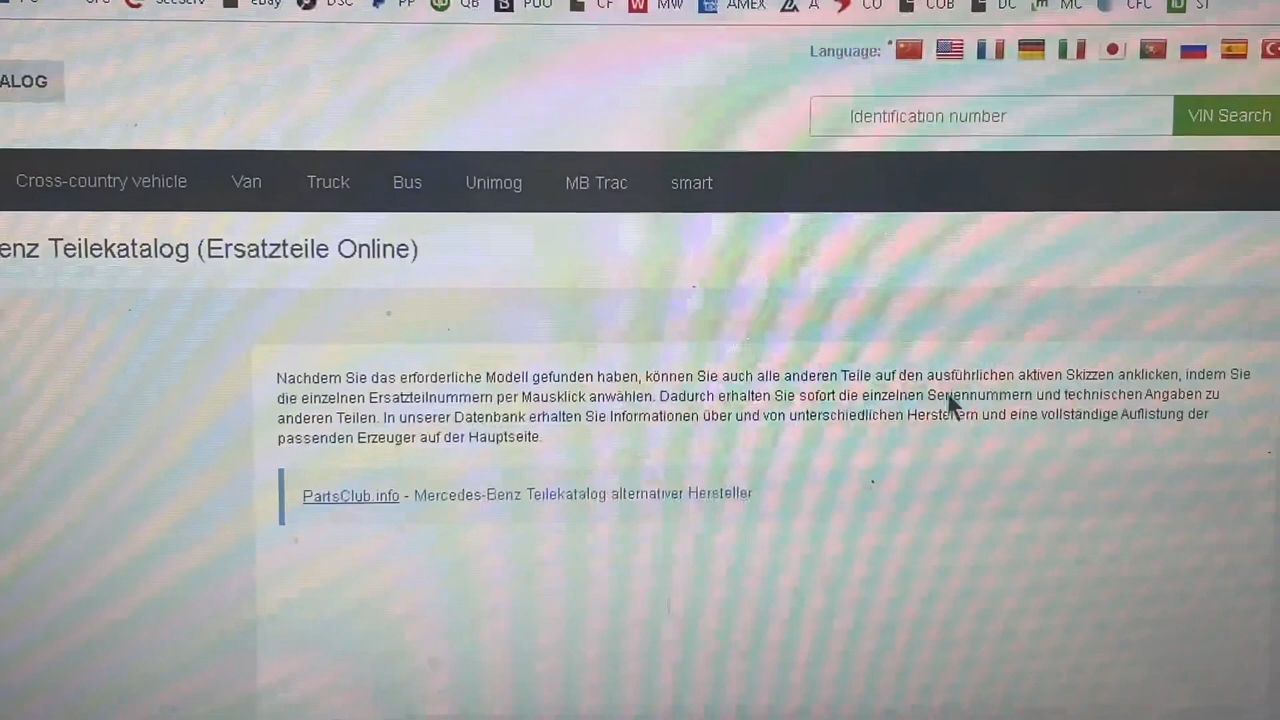 ebay DSC PP QB PUO CF MW AMEX A CO COB DC MC CFC ST
Language:
ALOG
Identification number VIN Search
Cross-country vehicle Van Truck Bus Unimog MB Trac smart
enz Teilekatalog (Ersatzteile Online)
Nachdem Sie das erforderliche Modell gefunden haben, können Sie auch alle anderen Teile auf den ausführlichen aktiven Skizzen anklicken, indem Sie
die einzelnen Ersatzteilnummern per Mausklick anwählen. Dadurch erhalten Sie sofort die einzelnen Seriennummern und technischen Angaben zu
anderen Teilen. In unserer Datenbank erhalten Sie Informationen über und von unterschiedlichen Herstellern und eine vollständige Auflistung der
passenden Erzeuger auf der Hauptseite.
PartsClub.info - Mercedes-Benz Teilekatalog alternativer Hersteller